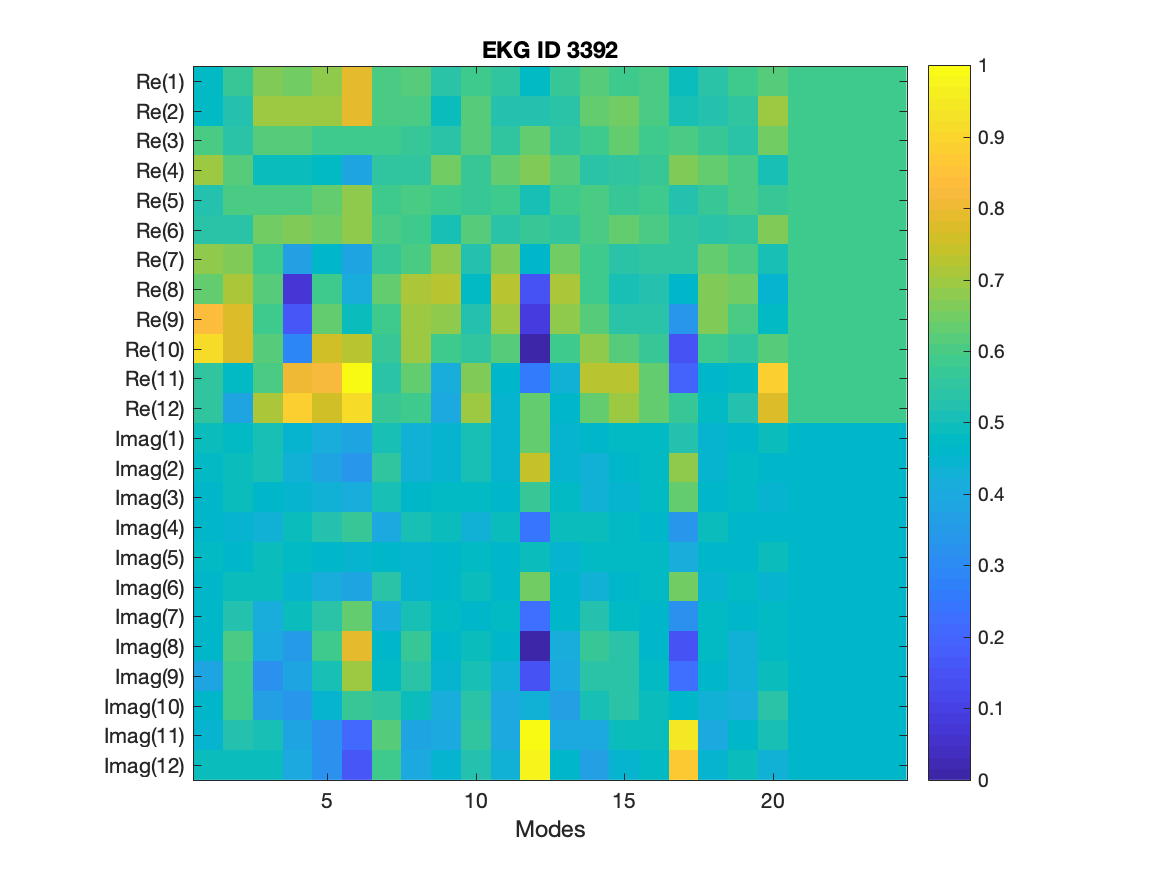 EKG ID 3392
Re(1)
Re(2)
Re(3)
Re(4)
Re(5)
Re(6)
Re(7)
Re(8)
Re(9)
Re(10)
Re(11)
Re(12)
Imag(1)
Imag(2)
Imag(3)
Imag(4)
Imag(5)
Imag(6)
Imag(7)
Imag(8)
Imag(9)
Imag(10)
Imag(11)
Imag(12)
5 10 15 20
Modes
1
0.9
0.8
0.7
0.6
0.5
0.4
0.3
0.2
0.1
0